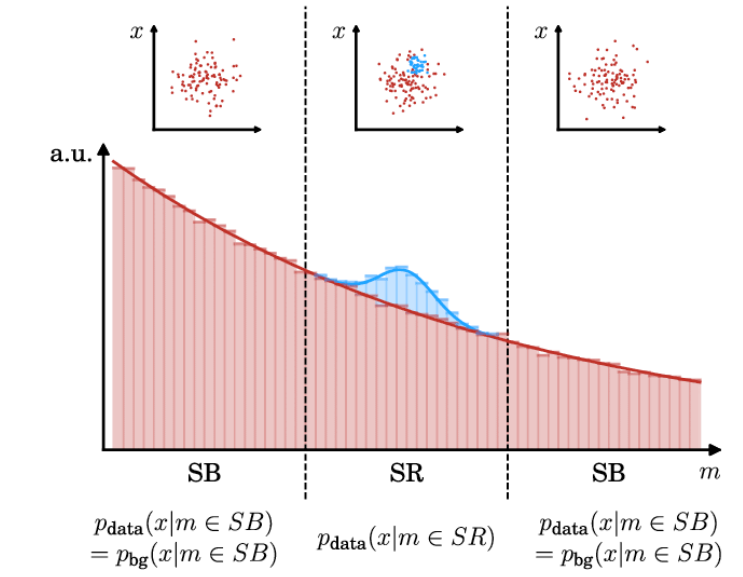 x
x
x
a.u.
SB
SR
SB
m
p_data(x|m ∈ SB)
= p_bg(x|m ∈ SB)
p_data(x|m ∈ SR)
p_data(x|m ∈ SB)
= p_bg(x|m ∈ SB)